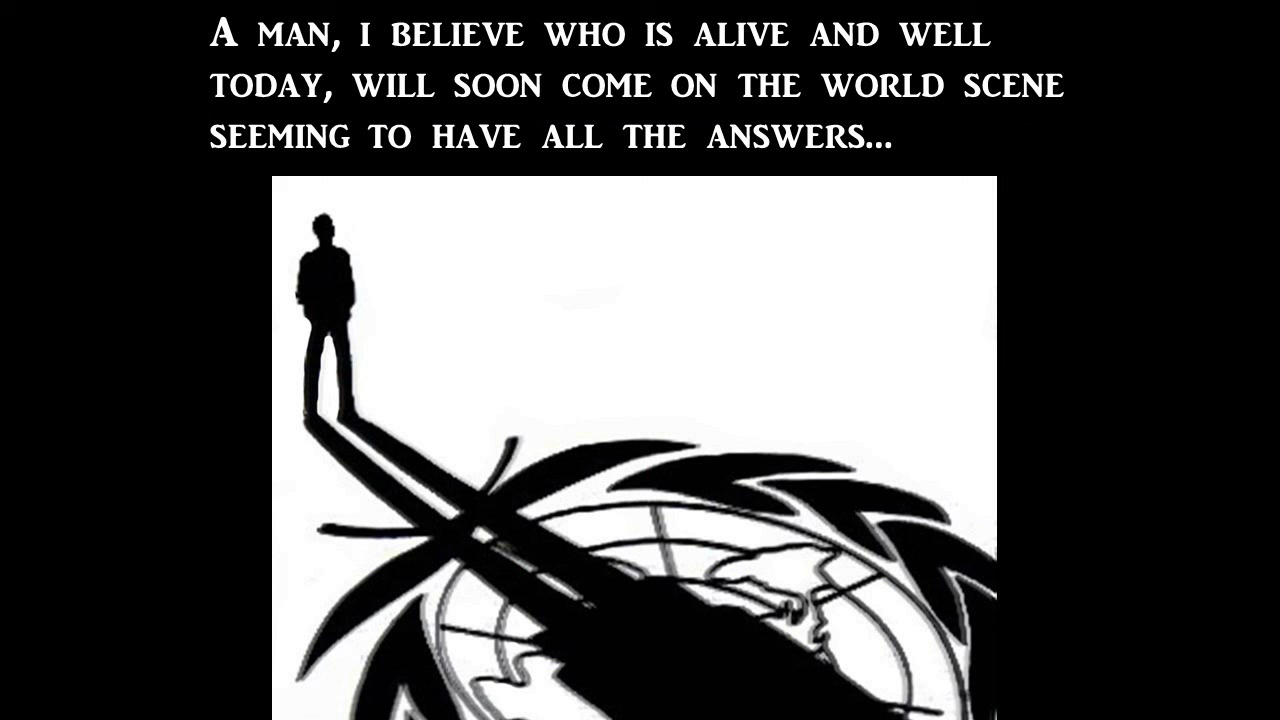 A MAN, I BELIEVE WHO IS ALIVE AND WELL
TODAY, WILL SOON COME ON THE WORLD SCENE
SEEMING TO HAVE ALL THE ANSWERS...